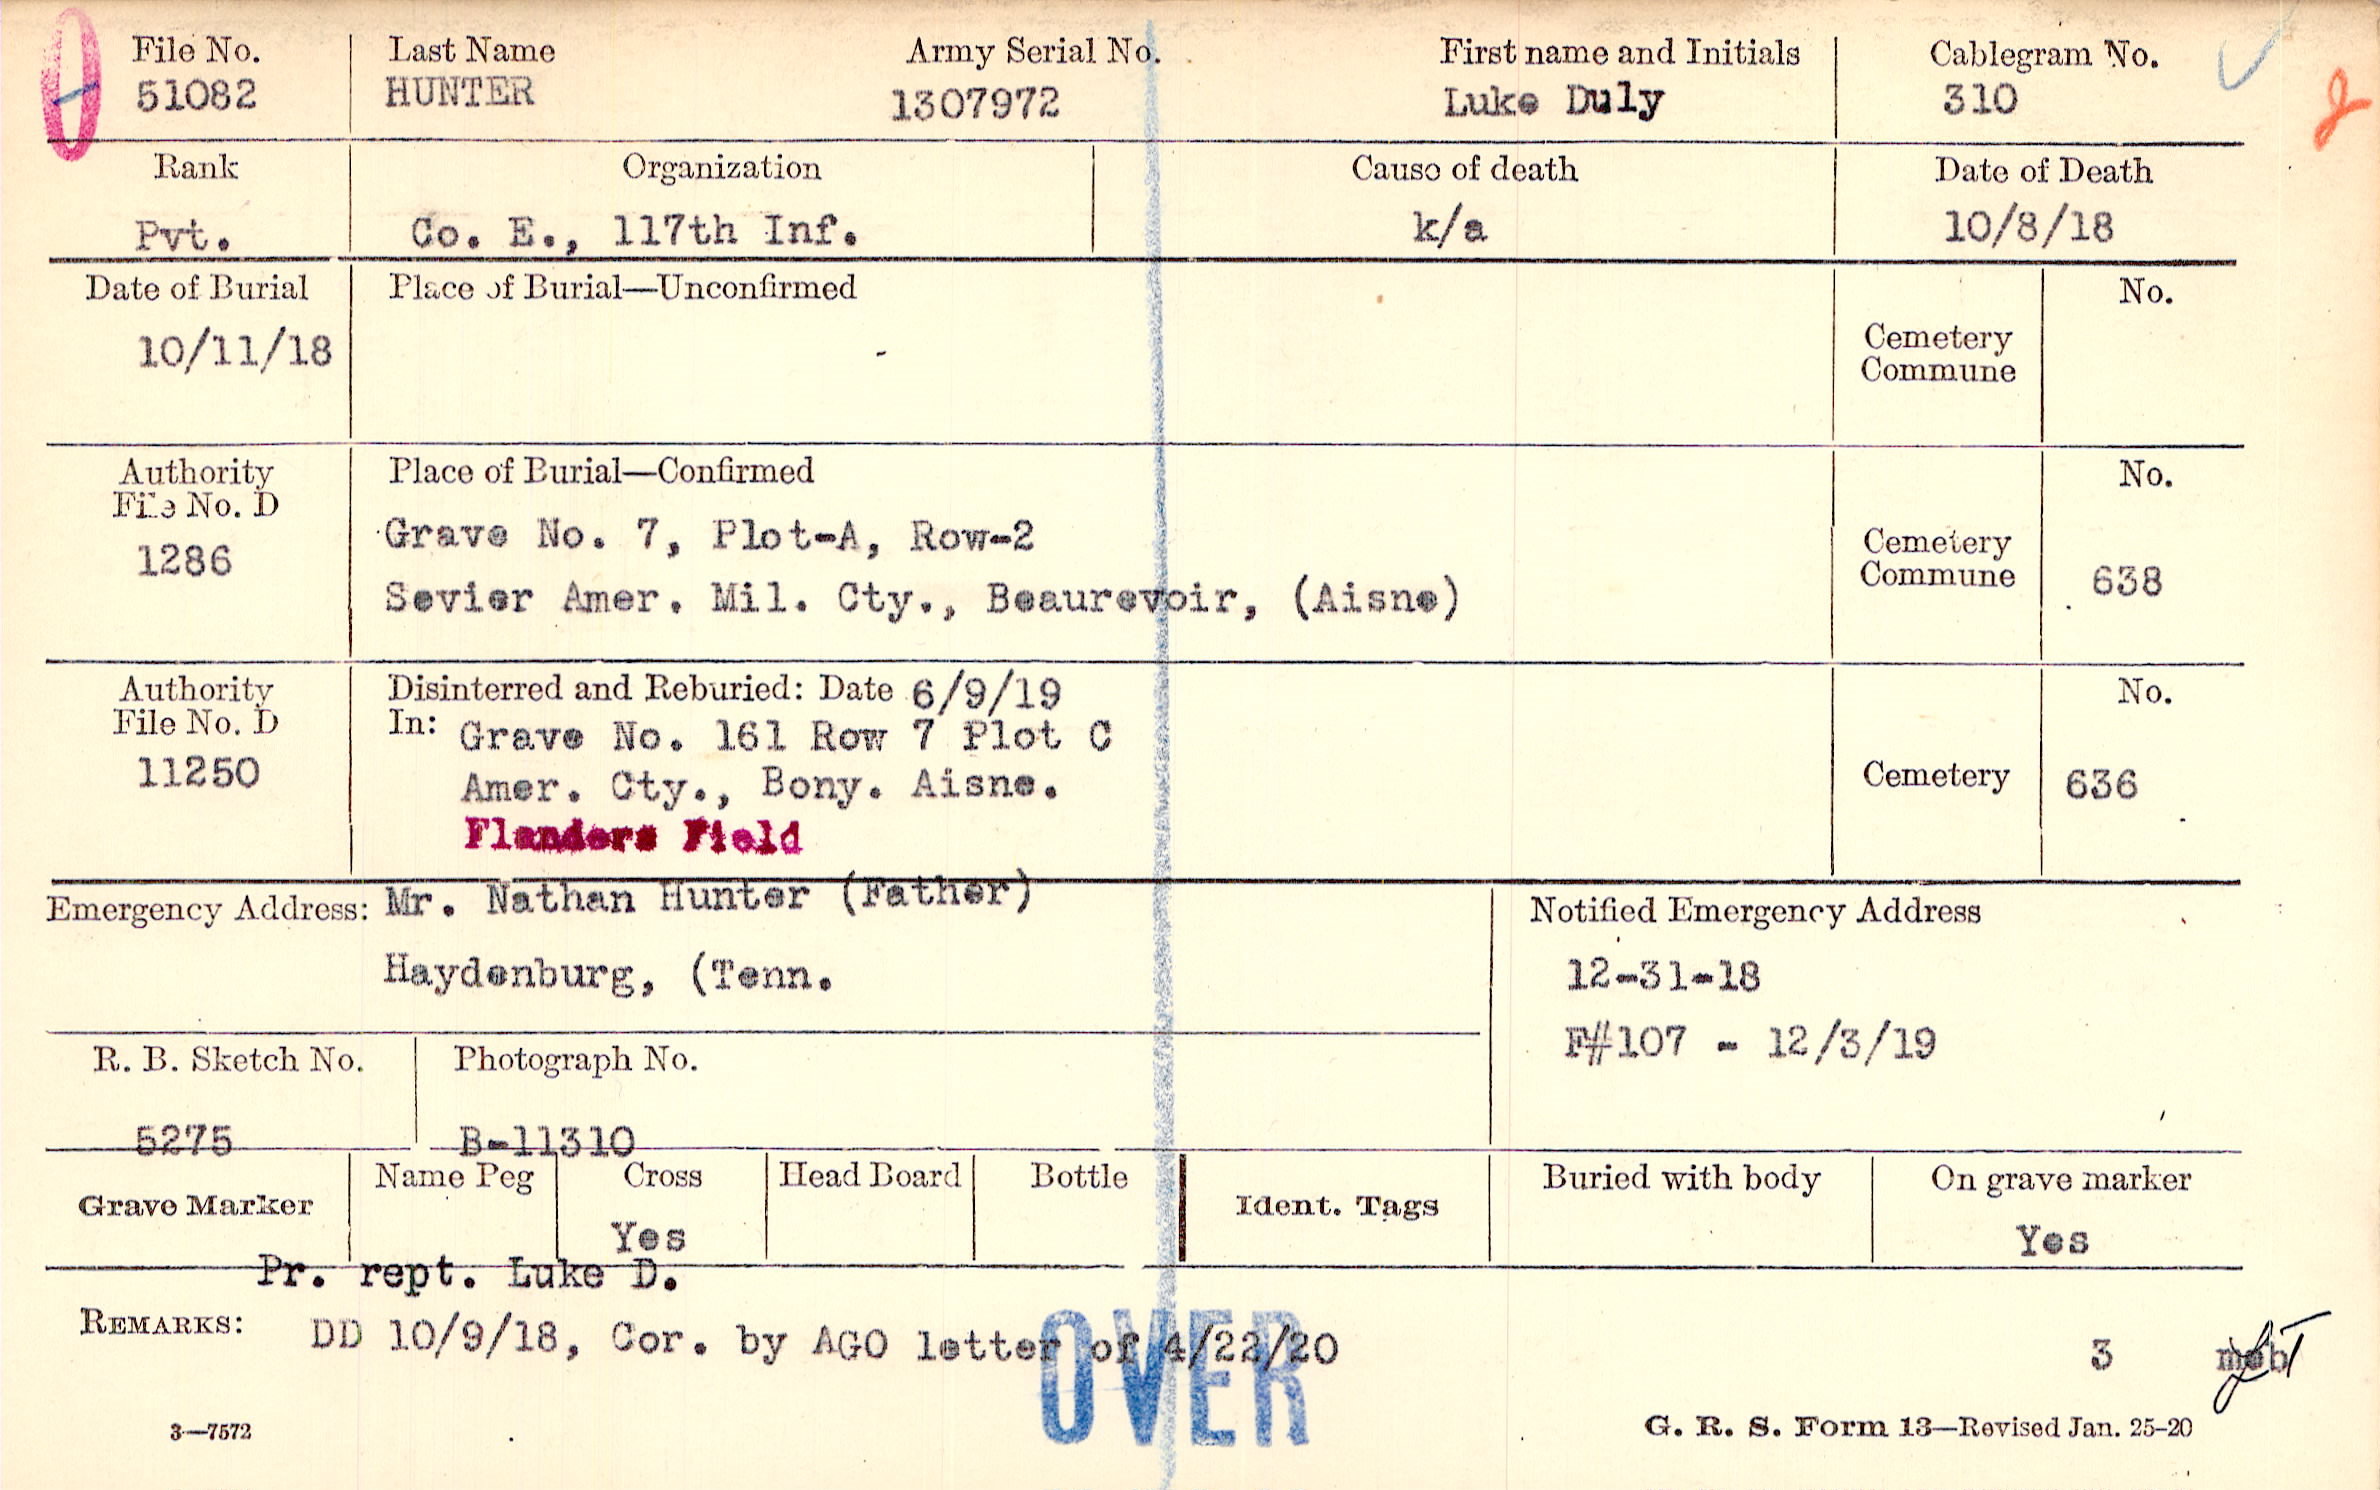 File No. Last Name Army Serial No. First name and Initials Cablegram No.
51082 HUNTER 1307972 Luke Duly 310
Rank Organization Cause of death Date of Death
Pvt. Co. E., 117th Inf. k/a 10/8/18
Date of Burial Place of Burial—Unconfirmed No.
10/11/18 Cemetery
Commune
Authority Place of Burial—Confirmed No.
File No. D
1286 Grave No. 7, Plot-A, Row-2 Cemetery
Sevier Amer. Mil. Cty., Beaurevoir, (Aisne) Commune 638
Authority Disinterred and Reburied: Date 6/9/19 No.
File No. D In: Grave No. 161 Row 7 Plot C
11250 Amer. Cty., Bony. Aisne. Cemetery 636
Flanders Field
Emergency Address: Mr. Nathan Hunter (Father) Notified Emergency Address
Haydenburg, (Tenn. 12-31-18
F#107 - 12/3/19
R. B. Sketch No. Photograph No.
5275 B-11310
Grave Marker Name Peg Cross Head Board Bottle Ident. Tags Buried with body On grave marker
Yes Yes
Pr. rept. Luke D.
REMARKS: DD 10/9/18, Cor. by AGO letter of 4/22/20 3
OVER
3—7572 G. R. S. Form 13—Revised Jan. 25-20